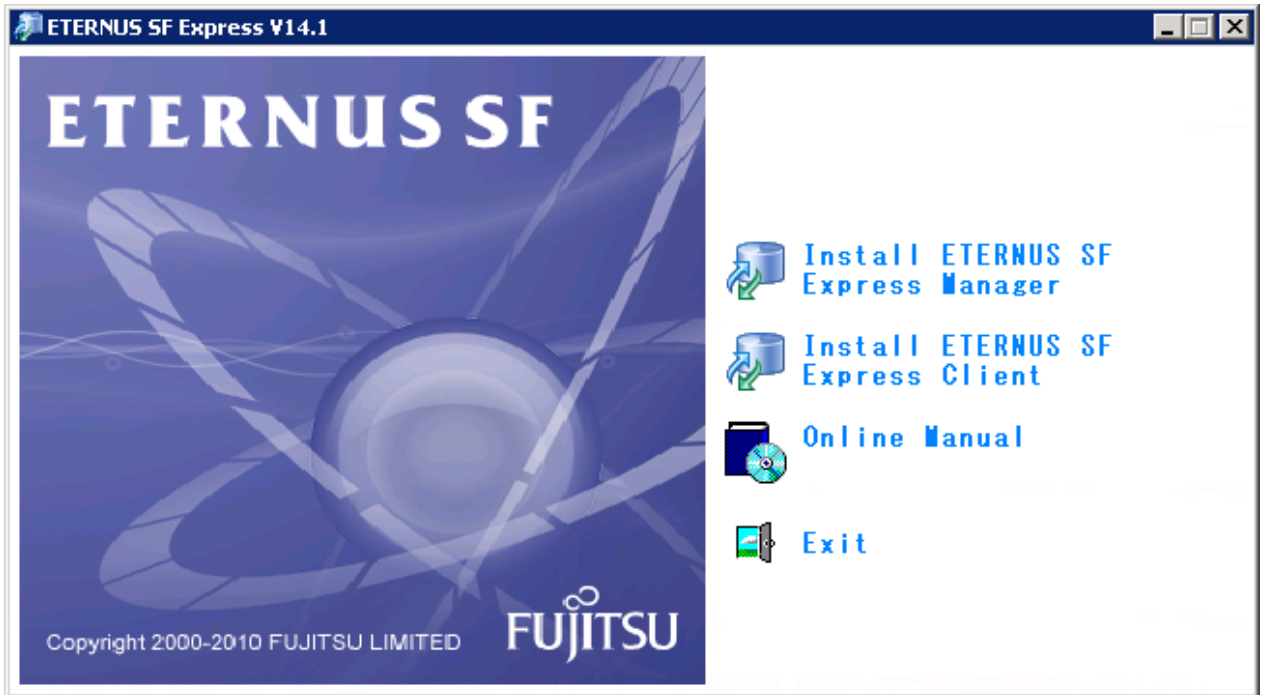 ETERNUS SF Express V14.1
ETERNUS SF
Install ETERNUS SF
Express Manager
Install ETERNUS SF
Express Client
Online Manual
Exit
Copyright 2000-2010 FUJITSU LIMITED
FUJITSU